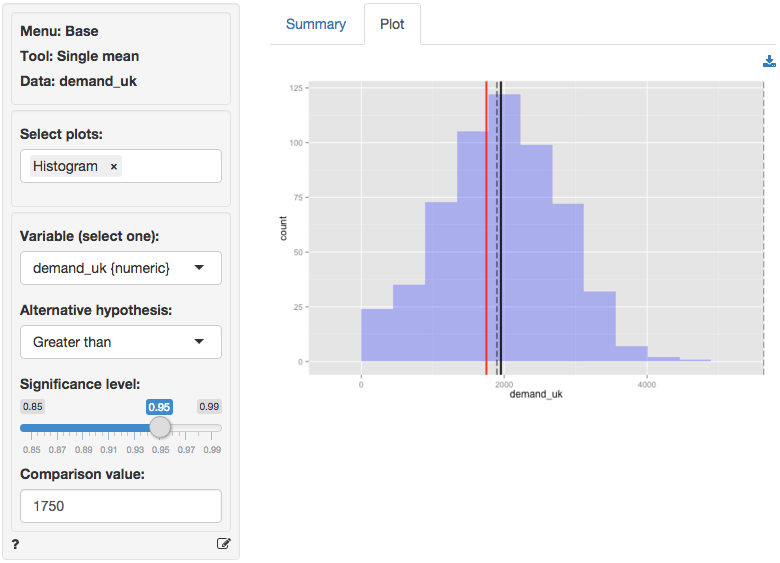 Menu: Base
Tool: Single mean
Data: demand_uk
Select plots:
Histogram ×
Variable (select one):
demand_uk {numeric}
Alternative hypothesis:
Greater than
Significance level:
0.85 0.95 0.99
0.85 0.87 0.89 0.91 0.93 0.95 0.97 0.99
Comparison value:
1750
?
Summary Plot
125
100
75
50
25
0
count
0 2000 4000
demand_uk